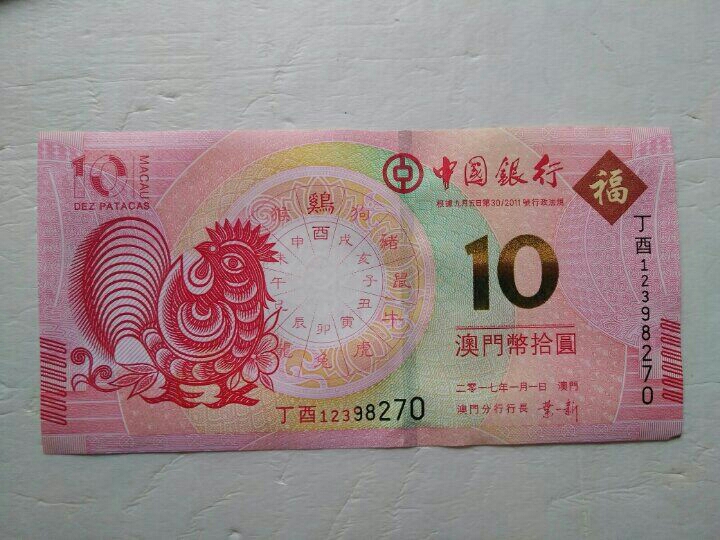 10 MACAU
DEZ PATACAS
中國銀行
根據九月五日第30/2011號行政法規
福
丁酉12398270
10
澳門幣拾圓
二零一七年一月一日 澳門
澳門分行行長
鷄 狗 豬 鼠 牛 虎 兔 龍 猴
酉 戌 亥 子 丑 寅 卯 辰 午 未 申
丁酉12398270